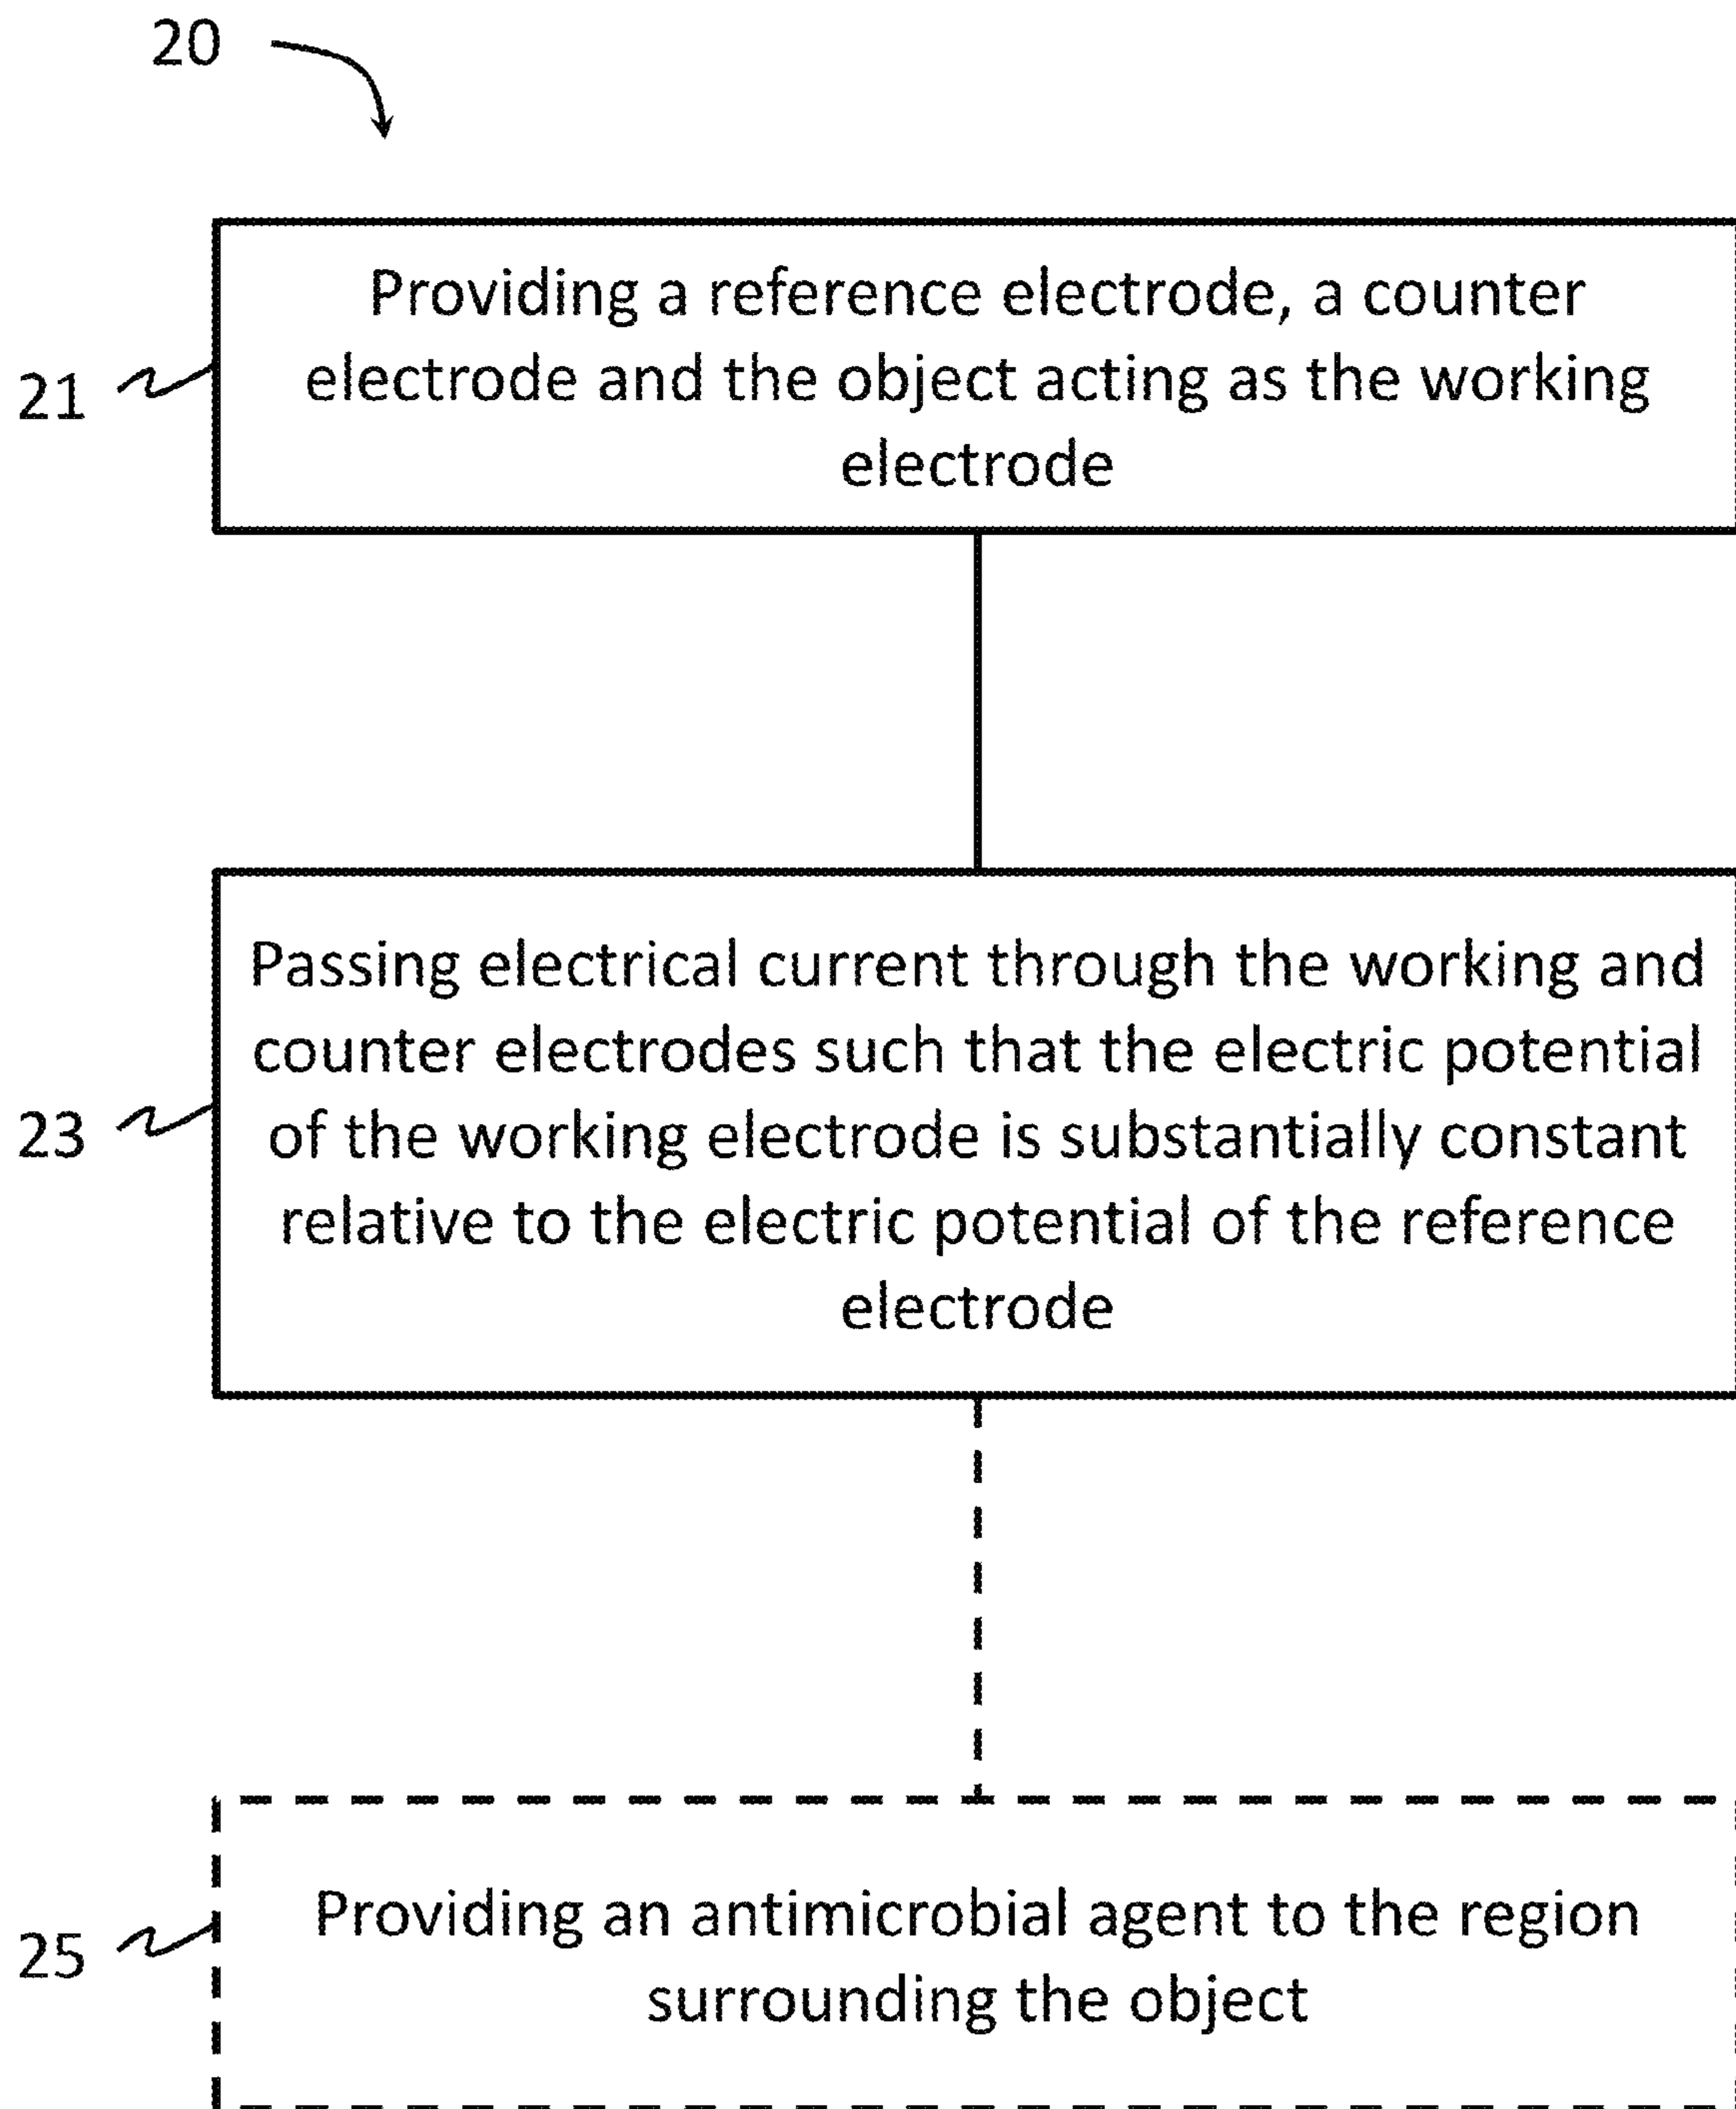 20
21
Providing a reference electrode, a counter
electrode and the object acting as the working
electrode
23
Passing electrical current through the working and
counter electrodes such that the electric potential
of the working electrode is substantially constant
relative to the electric potential of the reference
electrode
25
Providing an antimicrobial agent to the region
surrounding the object